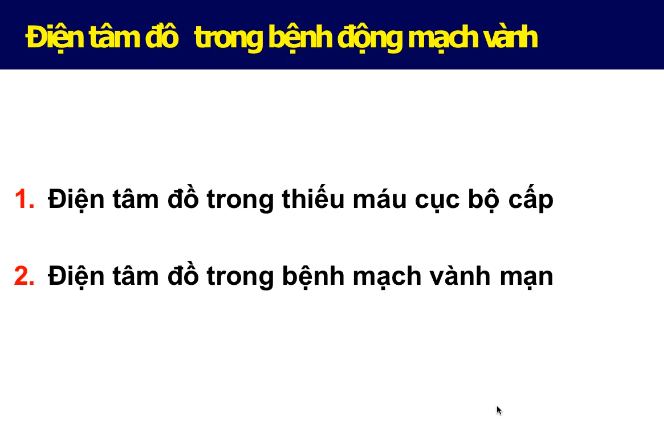 Điện tâm đồ trong bệnh động mạch vành
1. Điện tâm đồ trong thiếu máu cục bộ cấp
2. Điện tâm đồ trong bệnh mạch vành mạn